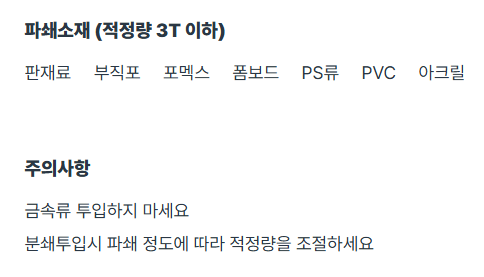 파쇄소재 (적정량 3T 이하)
판재료 부직포 포멕스 폼보드 PS류 PVC 아크릴
주의사항
금속류 투입하지 마세요
분쇄투입시 파쇄 정도에 따라 적정량을 조절하세요